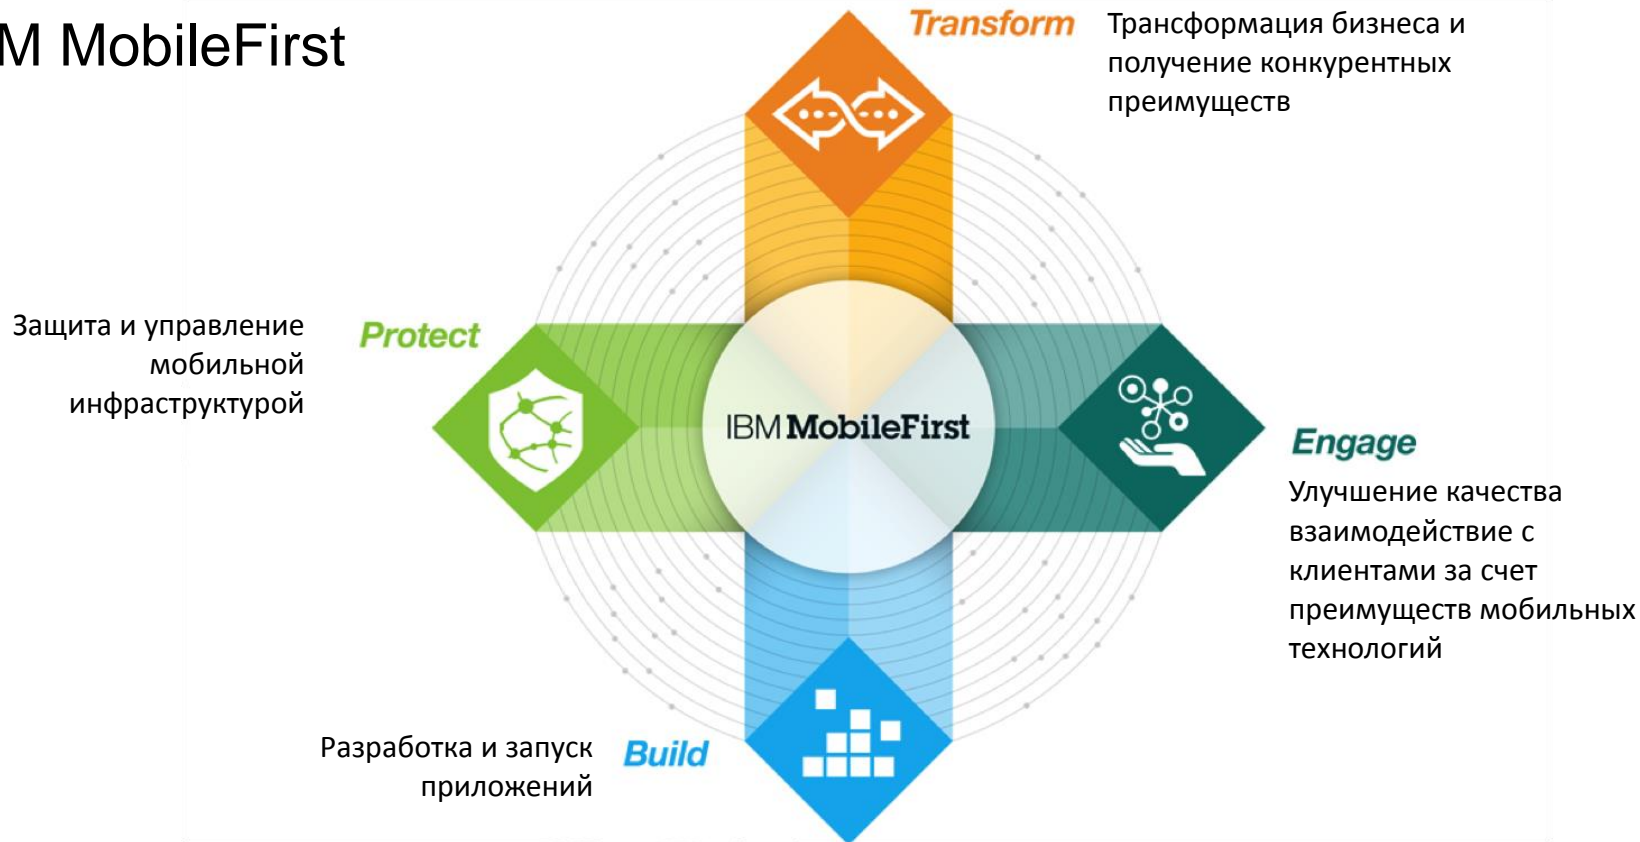 M MobileFirst
Transform
Трансформация бизнеса и
получение конкурентных
преимуществ
Защита и управление
мобильной
инфраструктурой
Protect
IBM MobileFirst
Engage
Улучшение качества
взаимодействие с
клиентами за счет
преимуществ мобильных
технологий
Разработка и запуск
приложений
Build